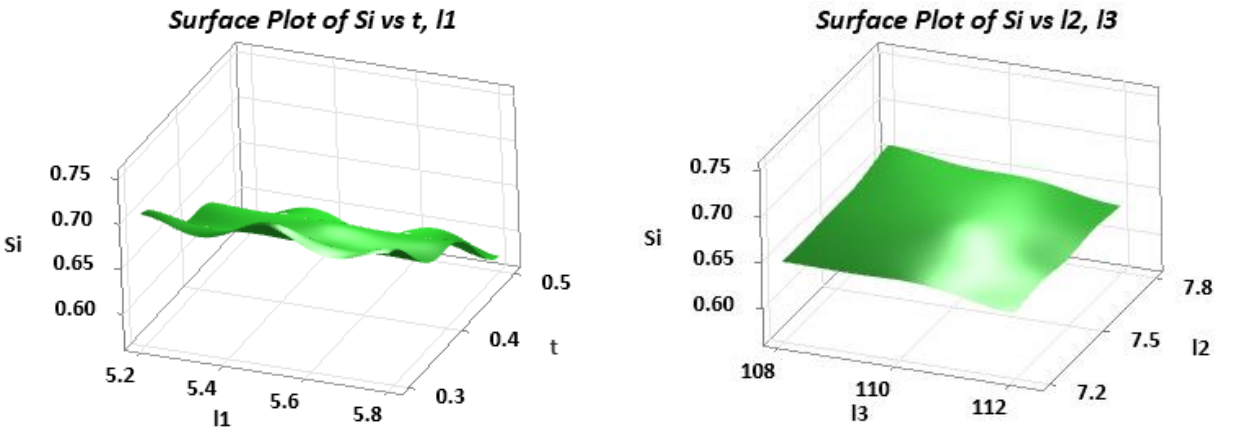 Surface Plot of Si vs t, l1
0.75
0.70
0.65
0.60
Si
5.2
5.4
5.6
5.8
l1
0.3
0.4
0.5
t
Surface Plot of Si vs l2, l3
0.75
0.70
0.65
0.60
Si
108
110
112
l3
7.2
7.5
7.8
l2